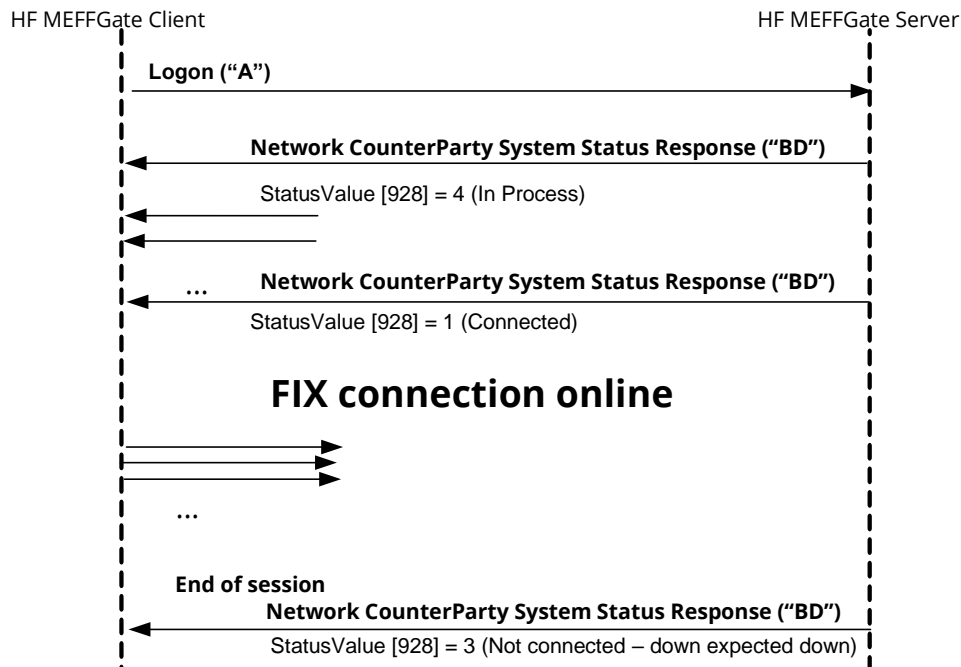 HF MEFFGate Client
HF MEFFGate Server
Logon (“A”)
Network CounterParty System Status Response (“BD”)
StatusValue [928] = 4 (In Process)
... Network CounterParty System Status Response (“BD”)
StatusValue [928] = 1 (Connected)
FIX connection online
...
End of session
Network CounterParty System Status Response (“BD”)
StatusValue [928] = 3 (Not connected – down expected down)